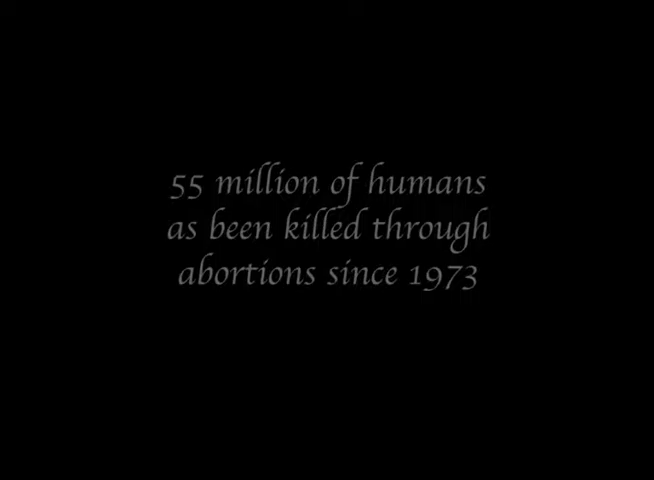 55 million of humans
as been killed through
abortions since 1973